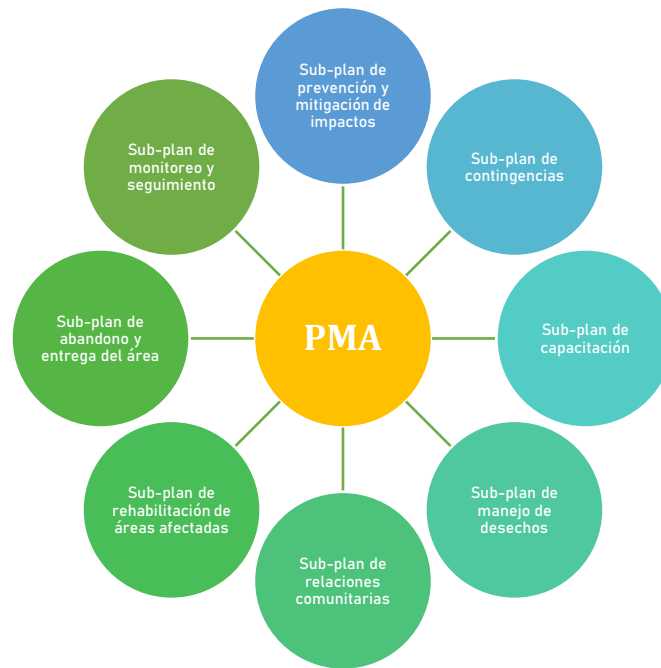 Sub-plan de
prevención y
mitigación de
impactos
Sub-plan de
contingencias
Sub-plan de
capacitación
Sub-plan de
manejo de
desechos
Sub-plan de
relaciones
comunitarias
Sub-plan de
rehabilitación de
áreas afectadas
Sub-plan de
abandono y
entrega del área
Sub-plan de
monitoreo y
seguimiento
PMA